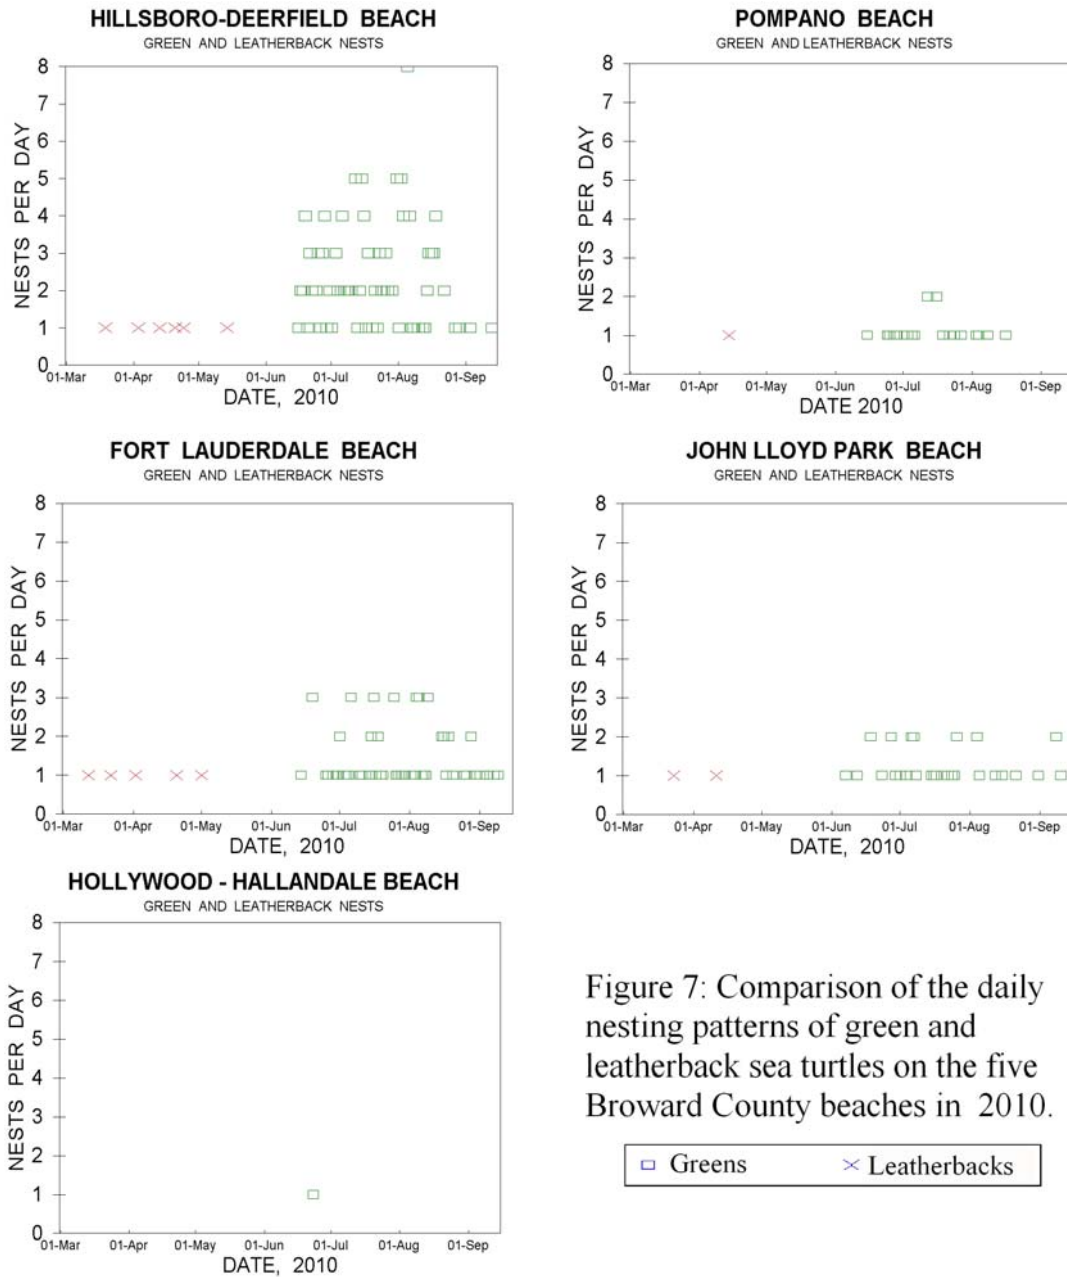 HILLSBORO-DEERFIELD BEACH
GREEN AND LEATHERBACK NESTS
8
7
6
5
4
3
2
1
0
NESTS PER DAY
01-Mar 01-Apr 01-May 01-Jun 01-Jul 01-Aug 01-Sep
DATE, 2010
POMPANO BEACH
GREEN AND LEATHERBACK NESTS
8
7
6
5
4
3
2
1
0
NESTS PER DAY
01-Mar 01-Apr 01-May 01-Jun 01-Jul 01-Aug 01-Sep
DATE 2010
FORT LAUDERDALE BEACH
GREEN AND LEATHERBACK NESTS
8
7
6
5
4
3
2
1
0
NESTS PER DAY
01-Mar 01-Apr 01-May 01-Jun 01-Jul 01-Aug 01-Sep
DATE, 2010
JOHN LLOYD PARK BEACH
GREEN AND LEATHERBACK NESTS
8
7
6
5
4
3
2
1
0
NESTS PER DAY
01-Mar 01-Apr 01-May 01-Jun 01-Jul 01-Aug 01-Sep
DATE, 2010
HOLLYWOOD - HALLANDALE BEACH
GREEN AND LEATHERBACK NESTS
8
7
6
5
4
3
2
1
0
NESTS PER DAY
01-Mar 01-Apr 01-May 01-Jun 01-Jul 01-Aug 01-Sep
DATE, 2010
Figure 7: Comparison of the daily
nesting patterns of green and
leatherback sea turtles on the five
Broward County beaches in 2010.
Greens Leatherbacks